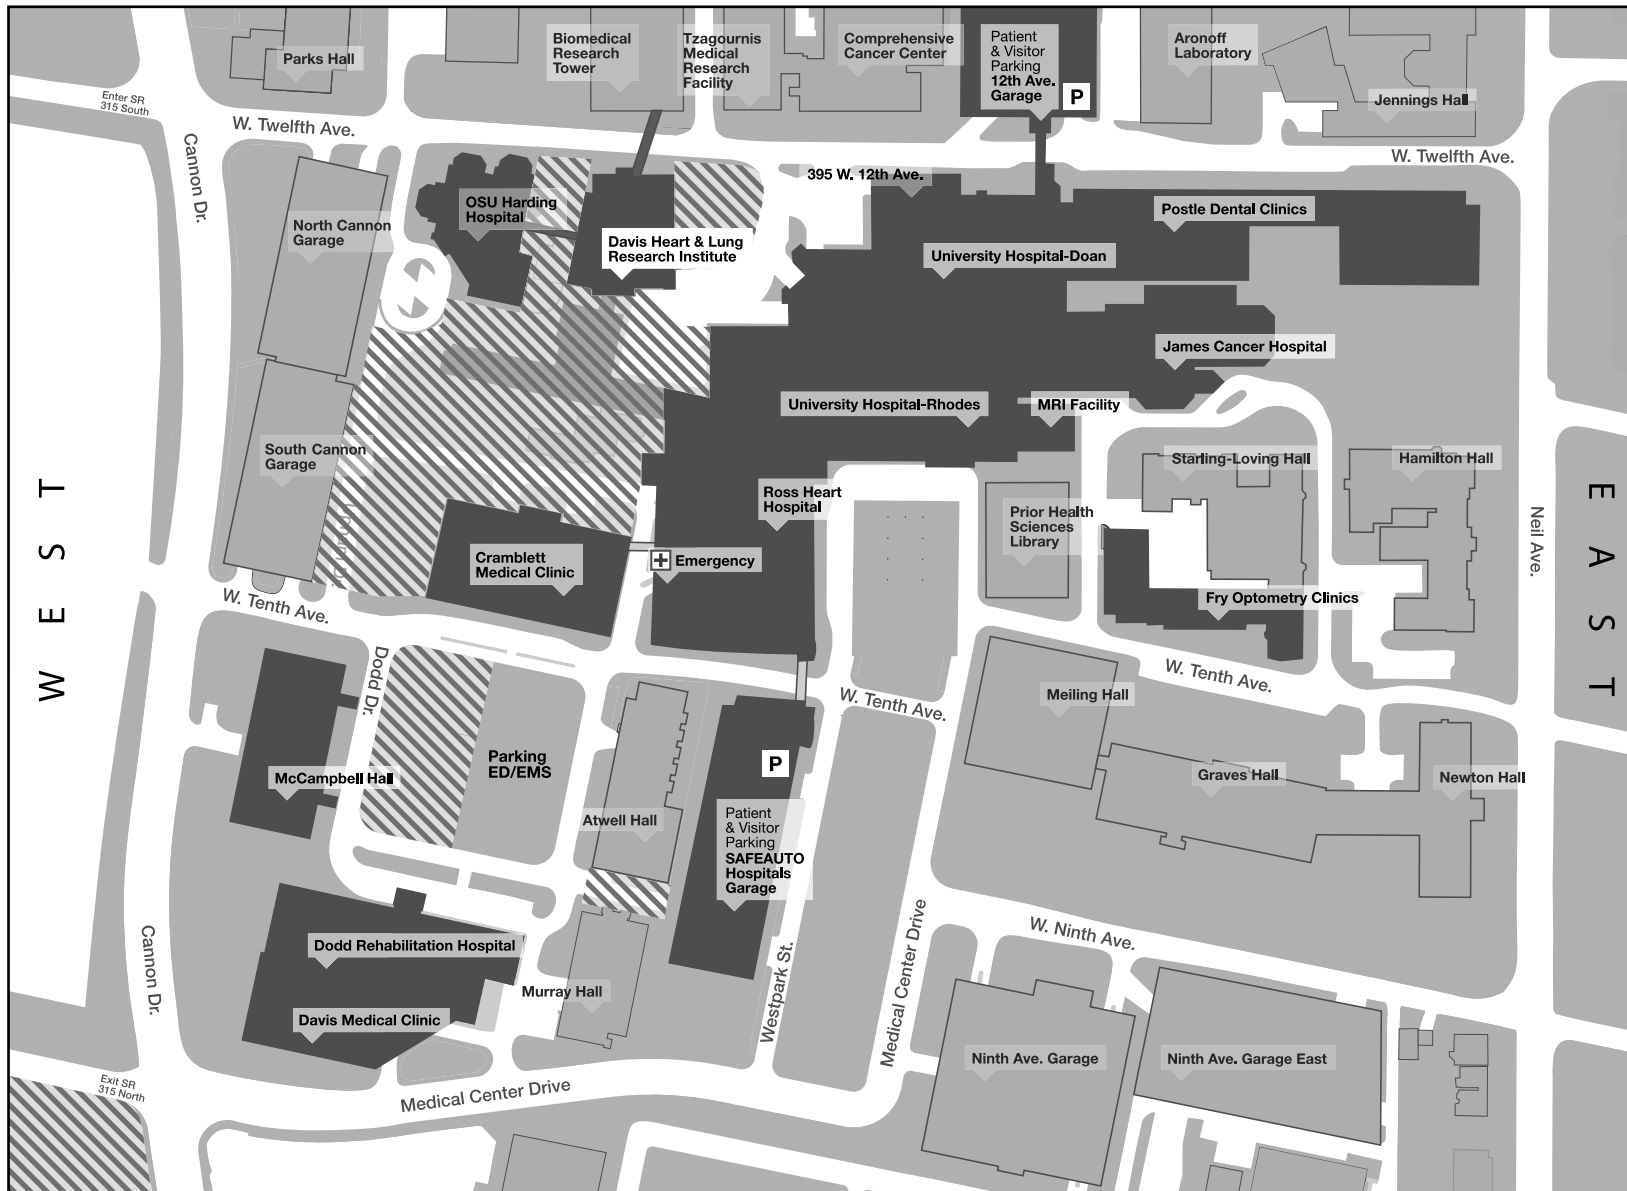 Parks Hall
Biomedical
Research
Tower
Tzagournis
Medical
Research
Facility
Comprehensive
Cancer Center
Patient
& Visitor
Parking
12th Ave.
Garage
P
Aronoff
Laboratory
Jennings Hall
Enter SR
315 South
W. Twelfth Ave.
W. Twelfth Ave.
Cannon Dr.
395 W. 12th Ave.
OSU Harding
Hospital
North Cannon
Garage
Davis Heart & Lung
Research Institute
Postle Dental Clinics
University Hospital-Doan
James Cancer Hospital
University Hospital-Rhodes
MRI Facility
South Cannon
Garage
Starling-Loving Hall
Hamilton Hall
WEST
EAST
Ross Heart
Hospital
Prior Health
Sciences
Library
Neil Ave.
Cramblett
Medical Clinic
Emergency
Fry Optometry Clinics
W. Tenth Ave.
Dodd Dr.
W. Tenth Ave.
W. Tenth Ave.
Meiling Hall
McCampbell Hall
Parking
ED/EMS
P
Graves Hall
Newton Hall
Atwell Hall
Patient
& Visitor
Parking
SAFEAUTO
Hospitals
Garage
Cannon Dr.
Dodd Rehabilitation Hospital
Westpark St.
Medical Center Drive
W. Ninth Ave.
Murray Hall
Davis Medical Clinic
Ninth Ave. Garage
Ninth Ave. Garage East
Exit SR
315 North
Medical Center Drive